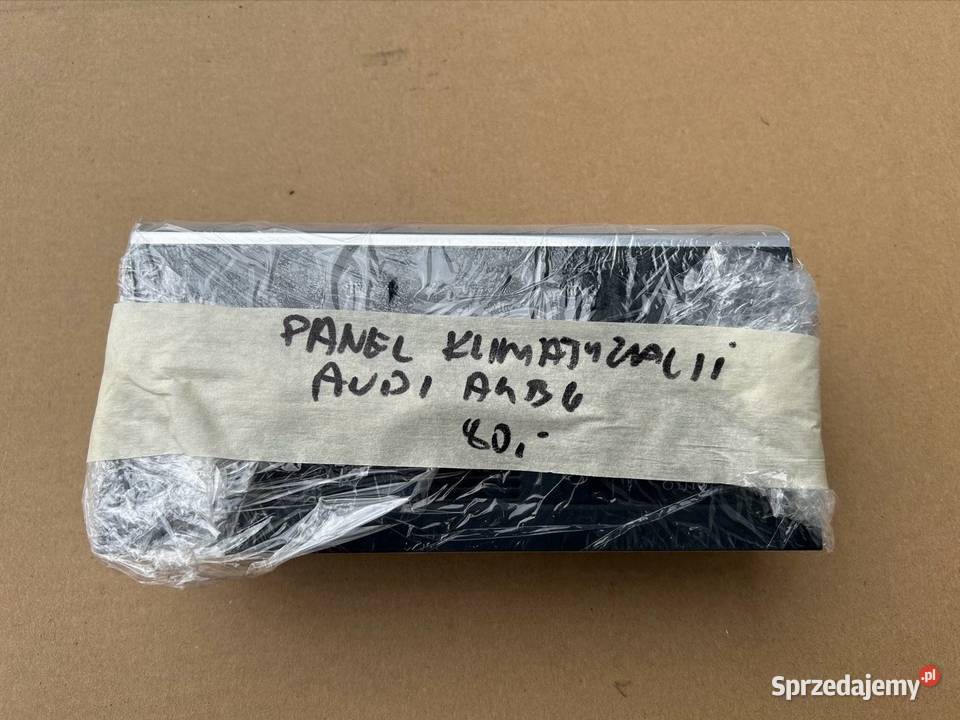 PANEL KLIMATYZACJI
AUDI A4B6
80,-
Sprzedajemy.pl